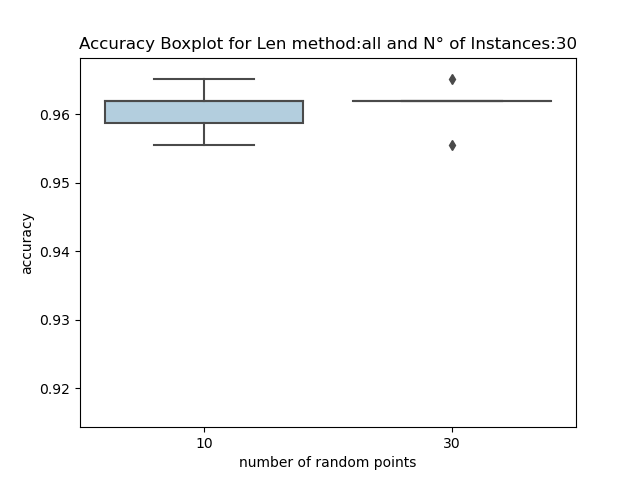 Accuracy Boxplot for Len method:all and N° of Instances:30
0.96
0.95
0.94
0.93
0.92
accuracy
10
30
number of random points